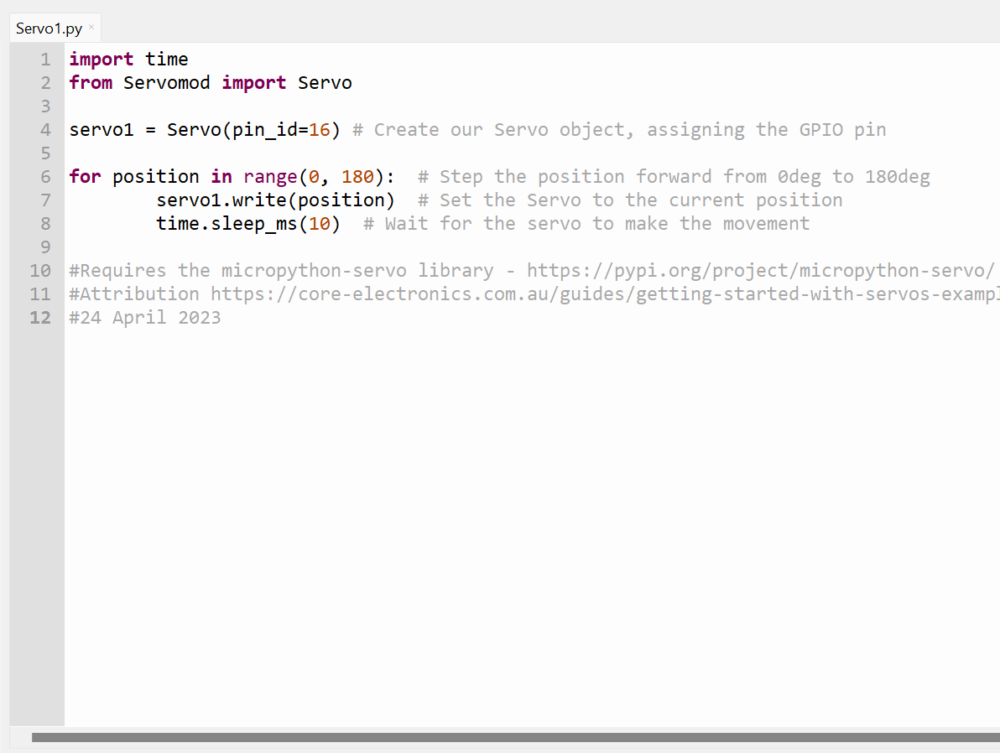 Servo1.py ×
1 import time
2 from Servomod import Servo
3
4 servo1 = Servo(pin_id=16) # Create our Servo object, assigning the GPIO pin
5
6 for position in range(0, 180):  # Step the position forward from 0deg to 180deg
7         servo1.write(position)  # Set the Servo to the current position
8         time.sleep_ms(10)  # Wait for the servo to make the movement
9
10 #Requires the micropython-servo library - https://pypi.org/project/micropython-servo/
11 #Attribution https://core-electronics.com.au/guides/getting-started-with-servos-exampl
12 #24 April 2023